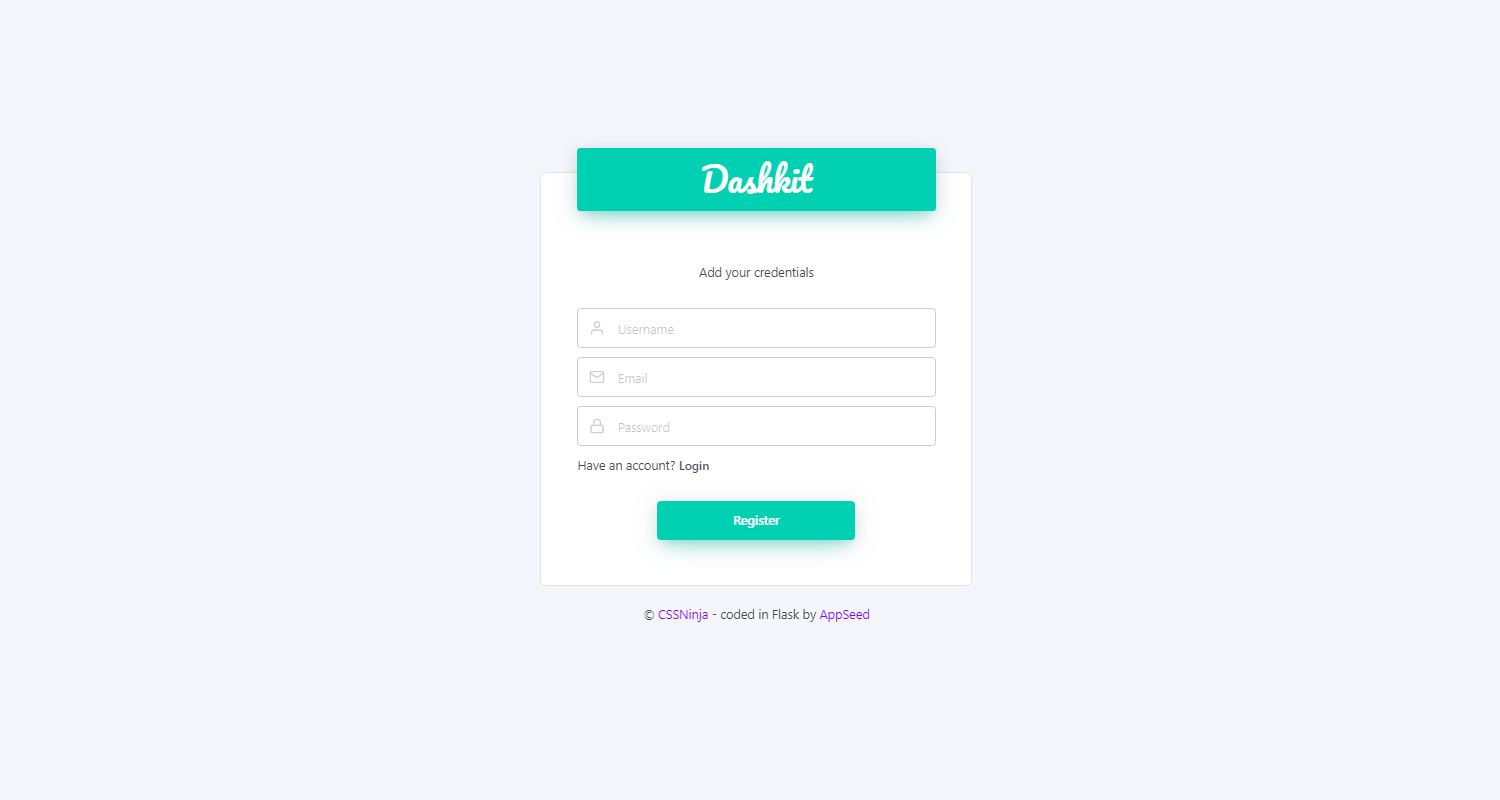 Dashkit
Add your credentials
Username
Email
Password
Have an account? Login
Register
© CSSNinja - coded in Flask by AppSeed